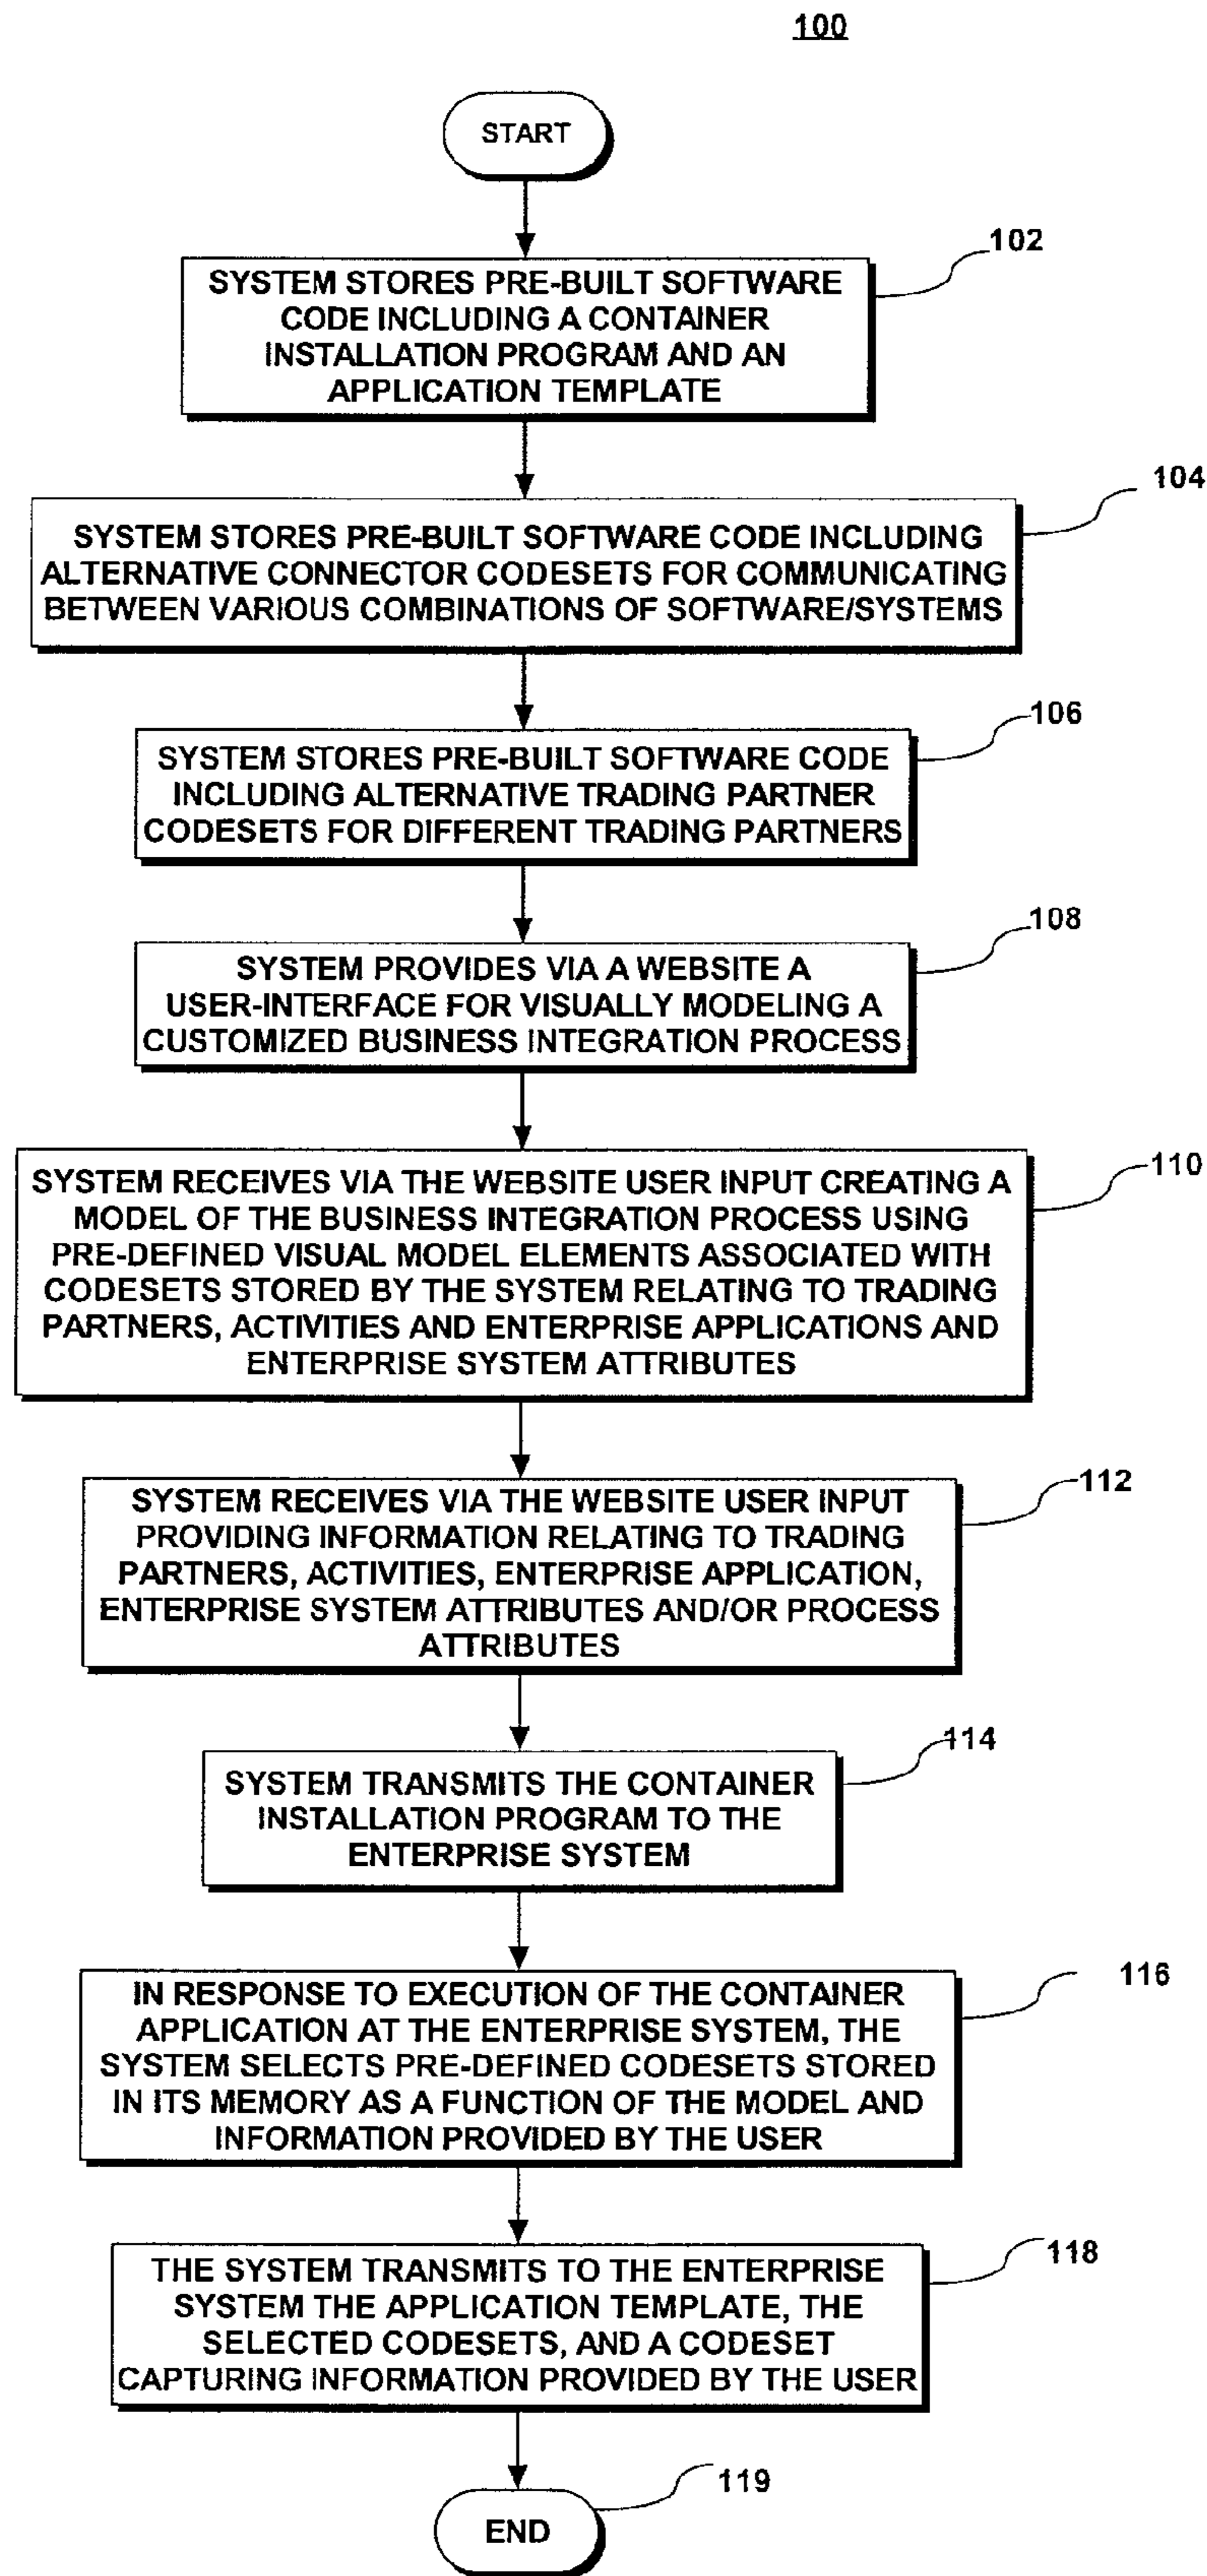 100
START
102
SYSTEM STORES PRE-BUILT SOFTWARE
CODE INCLUDING A CONTAINER
INSTALLATION PROGRAM AND AN
APPLICATION TEMPLATE
104
SYSTEM STORES PRE-BUILT SOFTWARE CODE INCLUDING
ALTERNATIVE CONNECTOR CODESETS FOR COMMUNICATING
BETWEEN VARIOUS COMBINATIONS OF SOFTWARE/SYSTEMS
106
SYSTEM STORES PRE-BUILT SOFTWARE CODE
INCLUDING ALTERNATIVE TRADING PARTNER
CODESETS FOR DIFFERENT TRADING PARTNERS
108
SYSTEM PROVIDES VIA A WEBSITE A
USER-INTERFACE FOR VISUALLY MODELING A
CUSTOMIZED BUSINESS INTEGRATION PROCESS
110
SYSTEM RECEIVES VIA THE WEBSITE USER INPUT CREATING A
MODEL OF THE BUSINESS INTEGRATION PROCESS USING
PRE-DEFINED VISUAL MODEL ELEMENTS ASSOCIATED WITH
CODESETS STORED BY THE SYSTEM RELATING TO TRADING
PARTNERS, ACTIVITIES AND ENTERPRISE APPLICATIONS AND
ENTERPRISE SYSTEM ATTRIBUTES
112
SYSTEM RECEIVES VIA THE WEBSITE USER INPUT
PROVIDING INFORMATION RELATING TO TRADING
PARTNERS, ACTIVITIES, ENTERPRISE APPLICATION,
ENTERPRISE SYSTEM ATTRIBUTES AND/OR PROCESS
ATTRIBUTES
114
SYSTEM TRANSMITS THE CONTAINER
INSTALLATION PROGRAM TO THE
ENTERPRISE SYSTEM
116
IN RESPONSE TO EXECUTION OF THE CONTAINER
APPLICATION AT THE ENTERPRISE SYSTEM, THE
SYSTEM SELECTS PRE-DEFINED CODESETS STORED
IN ITS MEMORY AS A FUNCTION OF THE MODEL AND
INFORMATION PROVIDED BY THE USER
118
THE SYSTEM TRANSMITS TO THE ENTERPRISE
SYSTEM THE APPLICATION TEMPLATE, THE
SELECTED CODESETS, AND A CODESET
CAPTURING INFORMATION PROVIDED BY THE USER
119
END